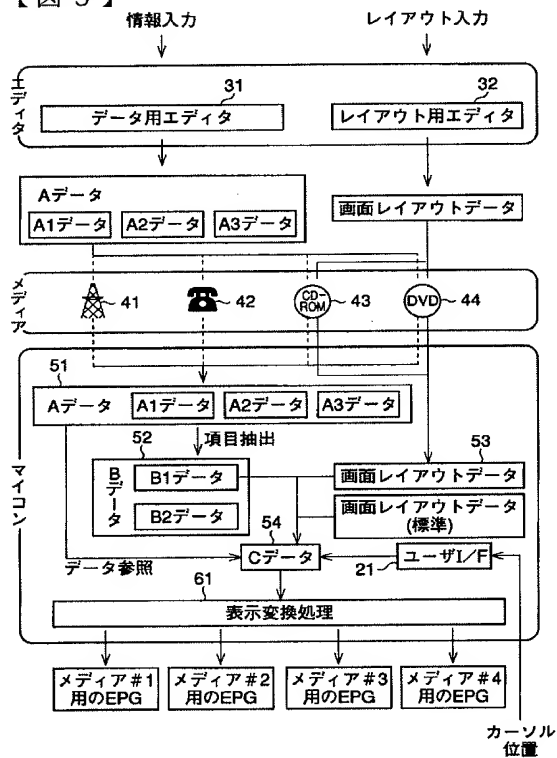 【図
情報入力
レイアウト入力
エディタ
31
データ用エディタ
32
レイアウト用エディタ
Aデータ
A1データ
A2データ
A3データ
画面レイアウトデータ
メディア
41
42
CD-
ROM
43
DVD
44
マイコン
51
Aデータ
A1データ
A2データ
A3データ
項目抽出
52
Bデータ
B1データ
B2データ
53
画面レイアウトデータ
画面レイアウトデータ
(標準)
54
Cデータ
データ参照
21
ユーザI/F
61
表示変換処理
メディア#1
用のEPG
メディア#2
用のEPG
メディア#3
用のEPG
メディア#4
用のEPG
カーソル
位置